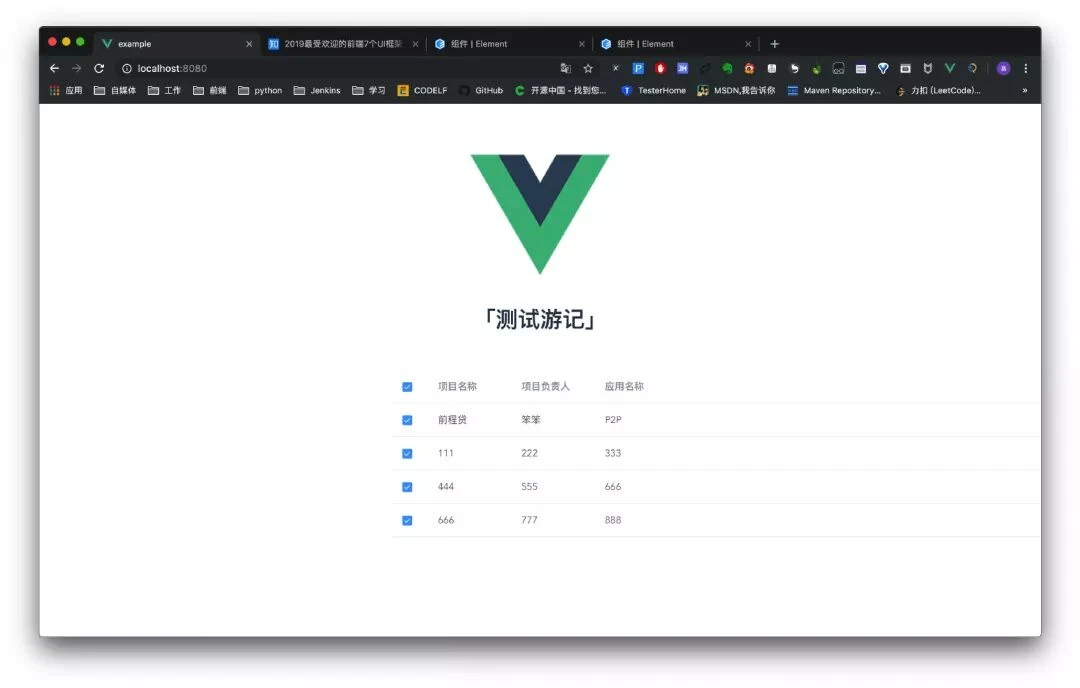 example 2019最受欢迎的前端7个UI框架 组件 | Element 组件 | Element
localhost:8080
应用 自媒体 工作 前端 python Jenkins 学习 CODELF GitHub 开源中国 - 找到您... TesterHome MSDN,我告诉你 Maven Repository... 力扣 (LeetCode)... »
「测试游记」
项目名称 项目负责人 应用名称
前程贷 笨笨 P2P
111 222 333
444 555 666
666 777 888